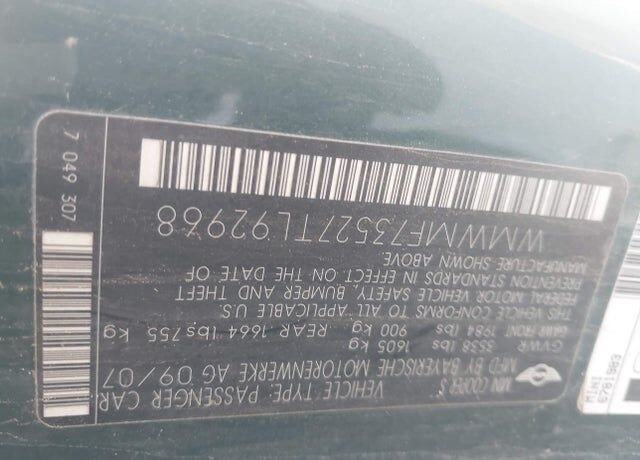 MINI COOPER S
MFD BY BAYERISCHE MOTORENWERKE AG 09/07
VEHICLE TYPE: PASSENGER CAR
GVWR 3538 lbs 1605 kg
GAWR FRONT 1984 lbs 900 kg REAR 1664 lbs 755 kg
THIS VEHICLE CONFORMS TO ALL APPLICABLE U.S.
FEDERAL MOTOR VEHICLE SAFETY, BUMPER AND THEFT
PREVENTION STANDARDS IN EFFECT ON THE DATE OF
MANUFACTURE SHOWN ABOVE.
WMWMF73527TL92968
7 049 307